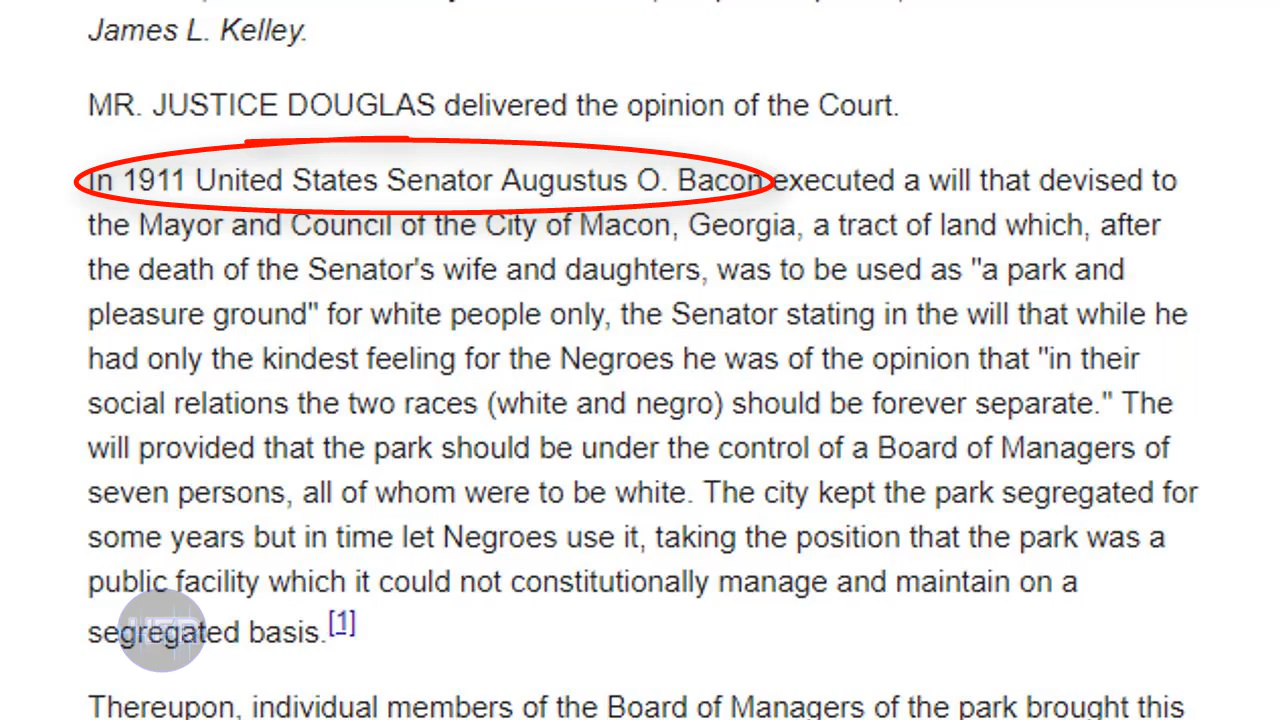 James L. Kelley.
MR. JUSTICE DOUGLAS delivered the opinion of the Court.
In 1911 United States Senator Augustus O. Bacon executed a will that devised to
the Mayor and Council of the City of Macon, Georgia, a tract of land which, after
the death of the Senator's wife and daughters, was to be used as "a park and
pleasure ground" for white people only, the Senator stating in the will that while he
had only the kindest feeling for the Negroes he was of the opinion that "in their
social relations the two races (white and negro) should be forever separate." The
will provided that the park should be under the control of a Board of Managers of
seven persons, all of whom were to be white. The city kept the park segregated for
some years but in time let Negroes use it, taking the position that the park was a
public facility which it could not constitutionally manage and maintain on a
segregated basis.[1]
Thereupon, individual members of the Board of Managers of the park brought this